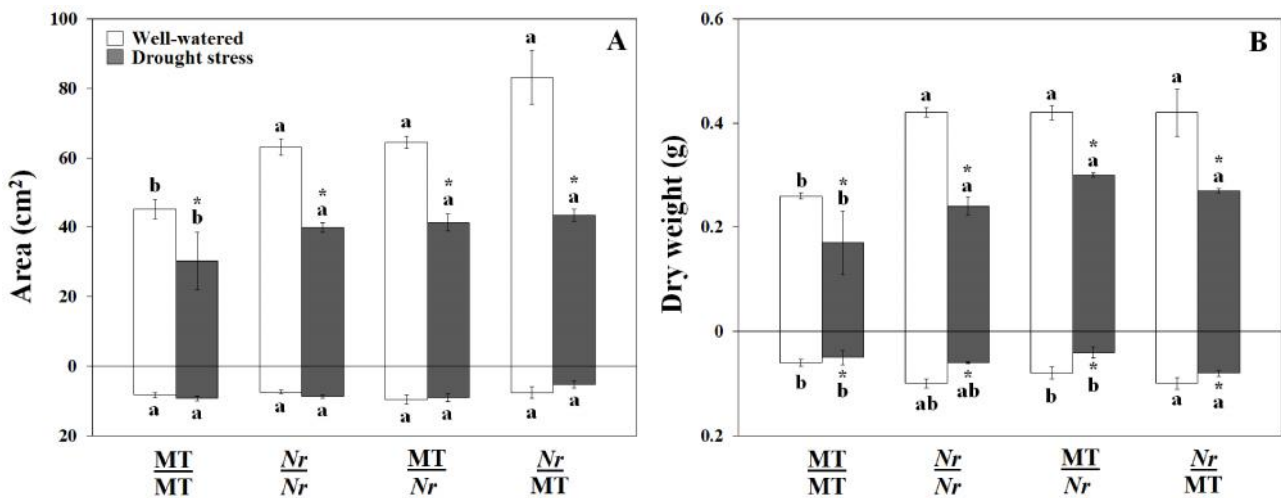 A
Well-watered
Drought stress
Area (cm²)
100
80
60
40
20
0
20
b
*
b
a
*
a
a
*
a
a
*
a
a
a
a
a
a
a
a
a
MT
MT
Nr
Nr
MT
Nr
Nr
MT
B
Dry weight (g)
0.6
0.4
0.2
0
0.2
b
*
b
a
*
a
a
*
a
a
*
a
b
*
b
ab
*
ab
b
*
b
a
*
a
MT
MT
Nr
Nr
MT
Nr
Nr
MT